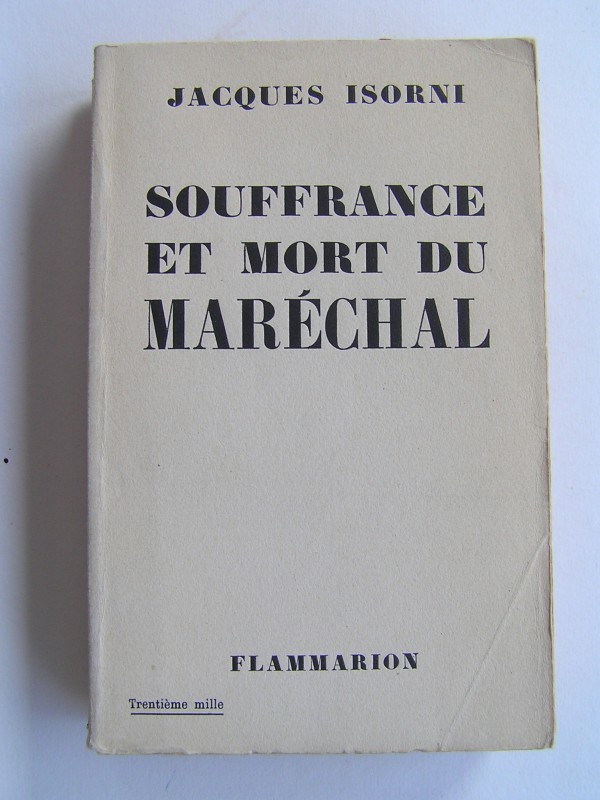 JACQUES ISORNI
SOUFFRANCE
ET MORT DU
MARÉCHAL
FLAMMARION
Trentième mille